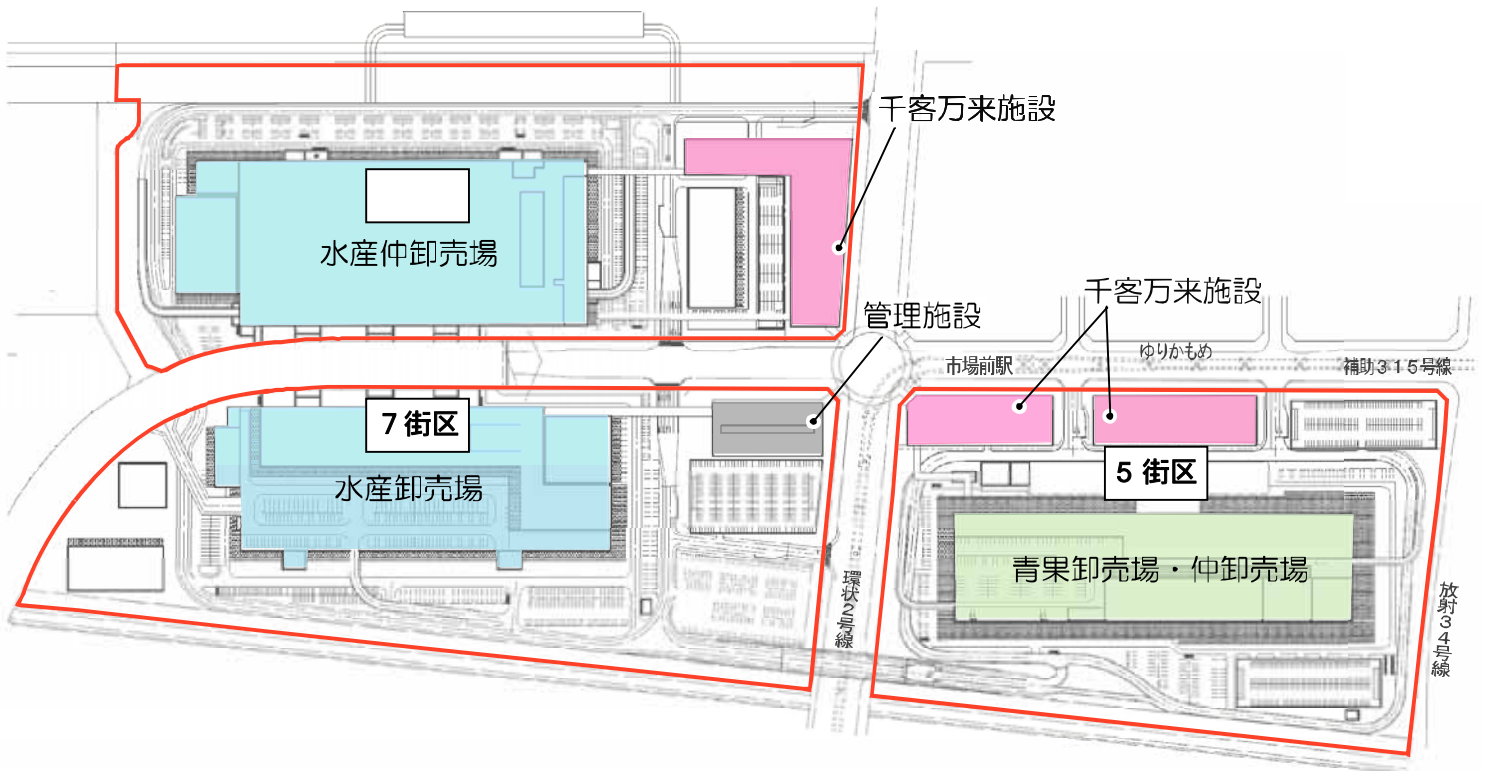 千客万来施設
水産仲卸売場
千客万来施設
管理施設
ゆりかもめ
市場前駅
補助315号線
7街区
5街区
水産卸売場
青果卸売場・仲卸売場
環状2号線
放射34号線